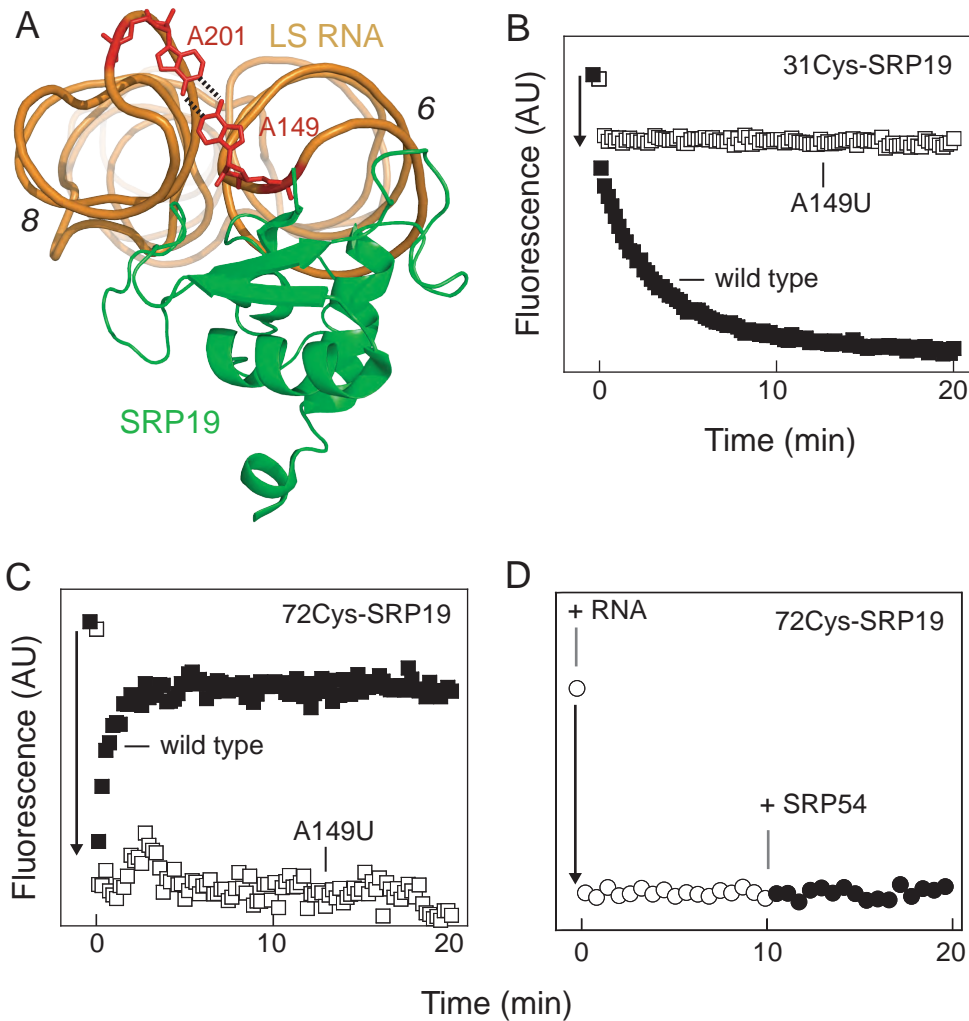 A
A201
LS RNA
A149
6
8
SRP19
B
31Cys-SRP19
Fluorescence (AU)
A149U
wild type
0
10
20
Time (min)
C
72Cys-SRP19
Fluorescence (AU)
wild type
A149U
0
10
20
D
+ RNA
72Cys-SRP19
+ SRP54
0
10
20
Time (min)